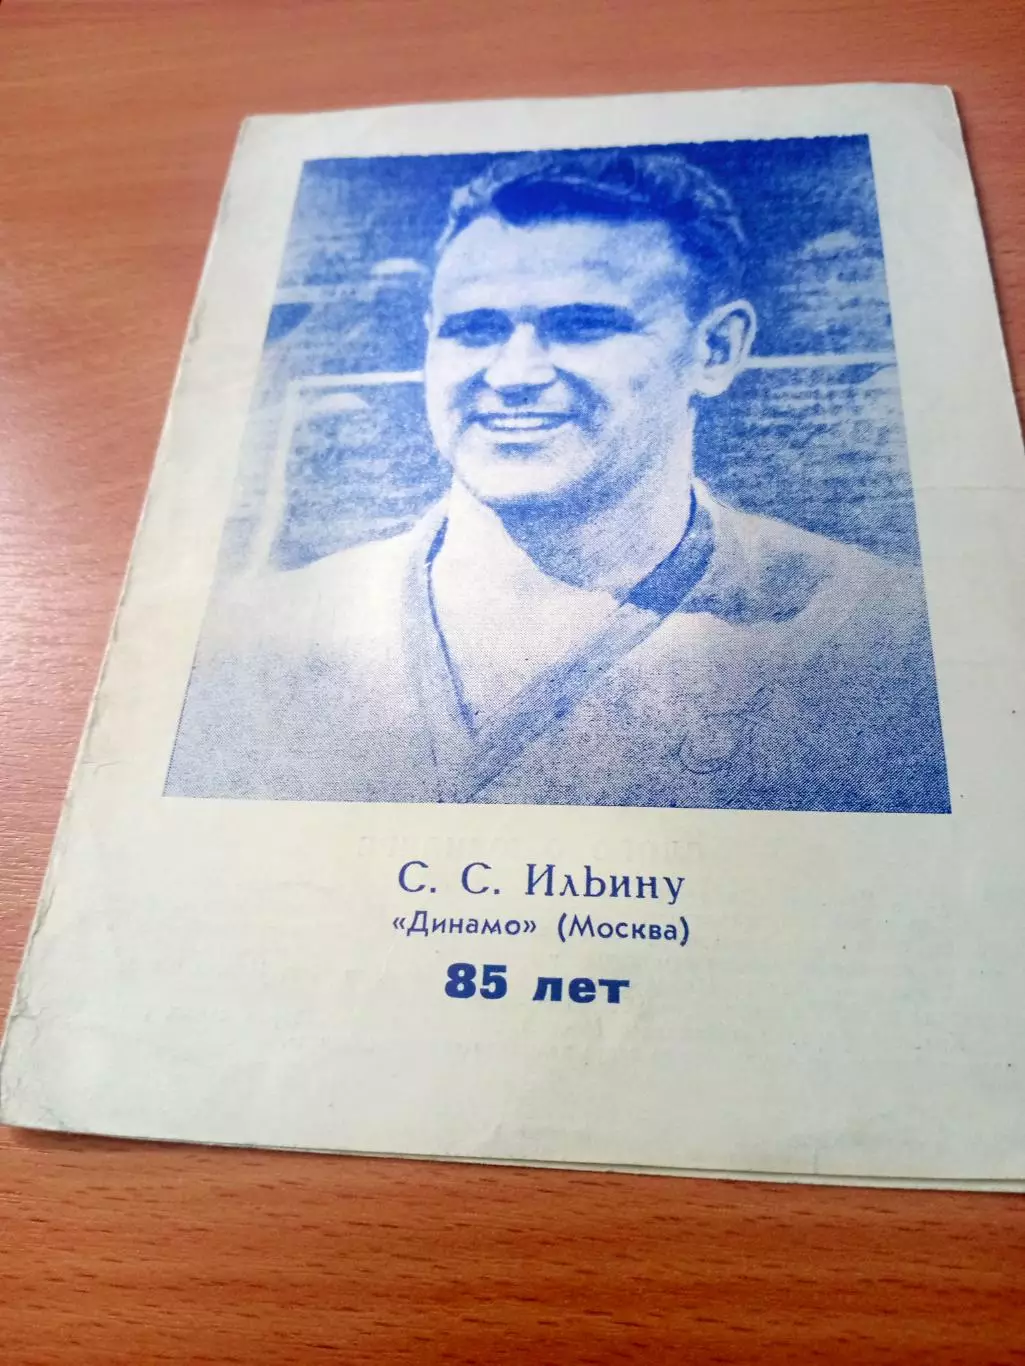 С. С. Ильину
«Динамо» (Москва)
85 лет